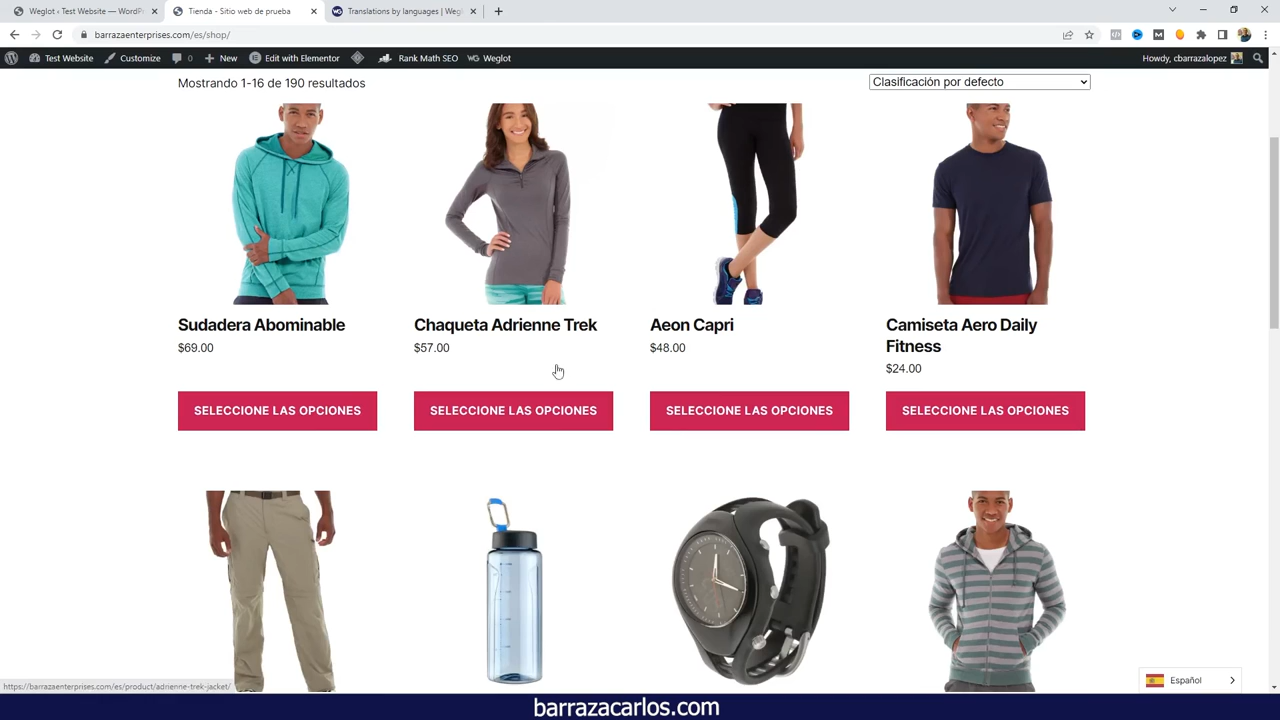 Weglot ‹ Test Website — WordPr
Tienda - Sitio web de prueba
Translations by languages | Wegl
barrazaenterprises.com/es/shop/
Test Website
Customize
0
New
Edit with Elementor
Rank Math SEO
WG Weglot
Howdy, cbarrazalopez
Mostrando 1-16 de 190 resultados
Clasificación por defecto
Sudadera Abominable
$69.00
SELECCIONE LAS OPCIONES
Chaqueta Adrienne Trek
$57.00
SELECCIONE LAS OPCIONES
Aeon Capri
$48.00
SELECCIONE LAS OPCIONES
Camiseta Aero Daily
Fitness
$24.00
SELECCIONE LAS OPCIONES
Español
https://barrazaenterprises.com/es/product/adrienne-trek-jacket/
barrazacarlos.com